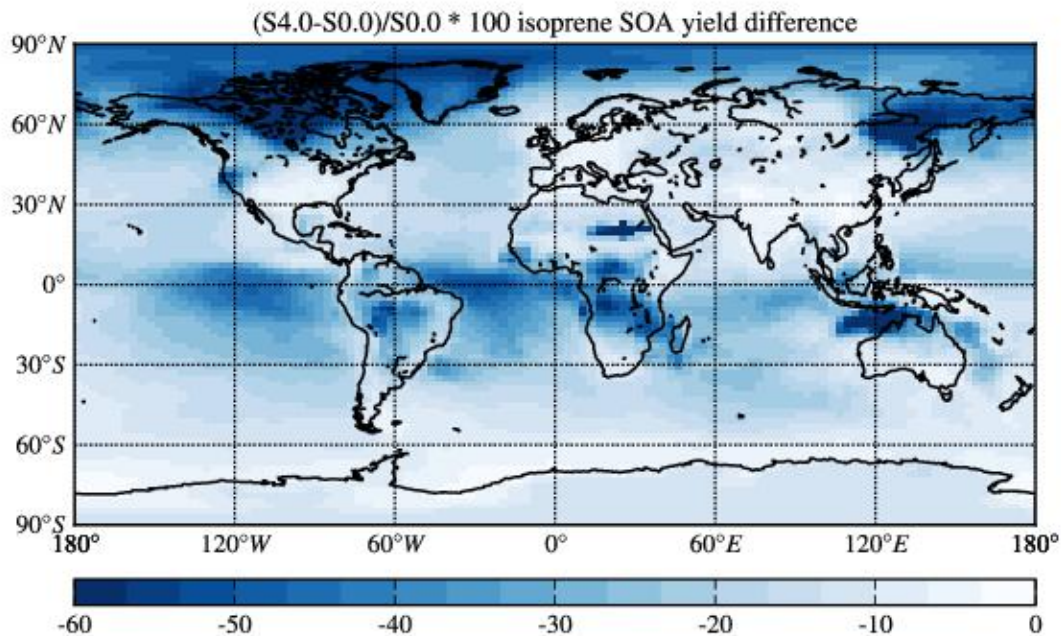 (S4.0-S0.0)/S0.0 * 100 isoprene SOA yield difference
90°N
60°N
30°N
0°
30°S
60°S
90°S
180° 120°W 60°W 0° 60°E 120°E 180°
-60 -50 -40 -30 -20 -10 0